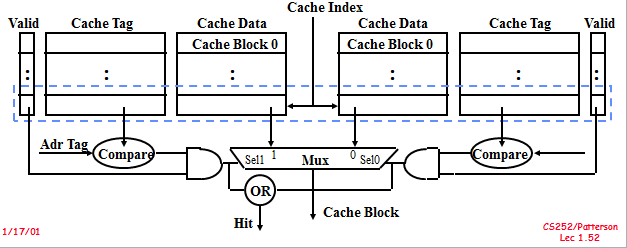 Cache Index
Valid Cache Tag Cache Data Cache Data Cache Tag Valid
Cache Block 0 Cache Block 0
: : : : : :
Adr Tag
Compare Sel1 1 Mux 0 Sel0 Compare
OR
Hit Cache Block
1/17/01
CS252/Patterson
Lec 1.52